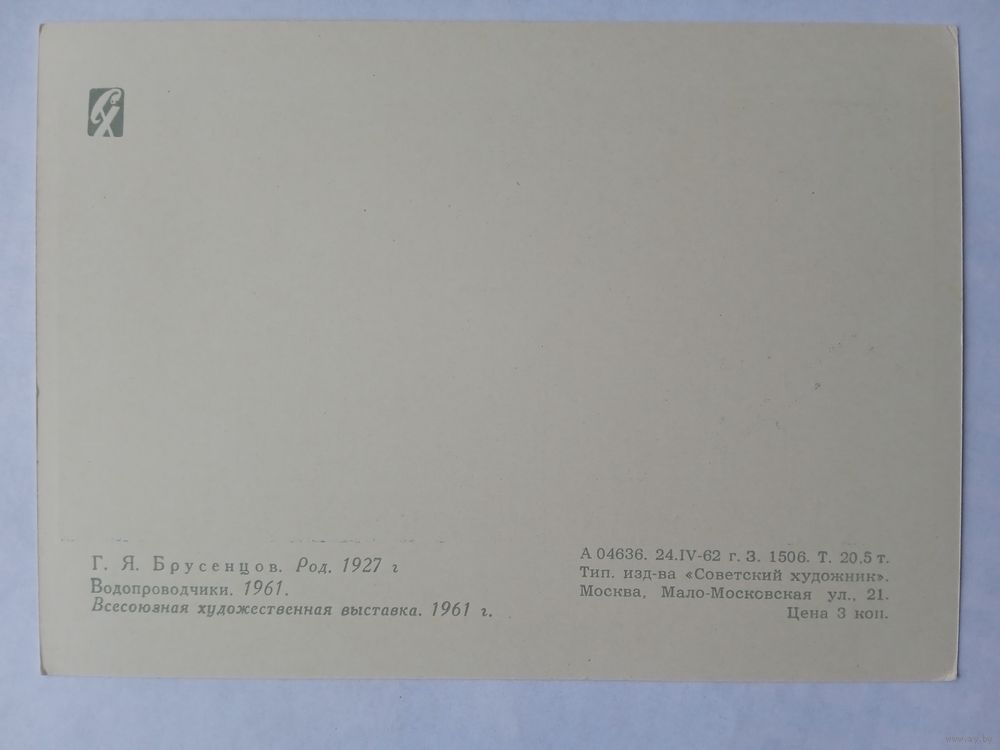 СХ
Г. Я. Брусенцов. Род. 1927 г
Водопроводчики. 1961.
Всесоюзная художественная выставка. 1961 г.
А 04636. 24.IV-62 г. З. 1506. Т. 20,5 т.
Тип. изд-ва «Советский художник».
Москва, Мало-Московская ул., 21.
Цена 3 коп.